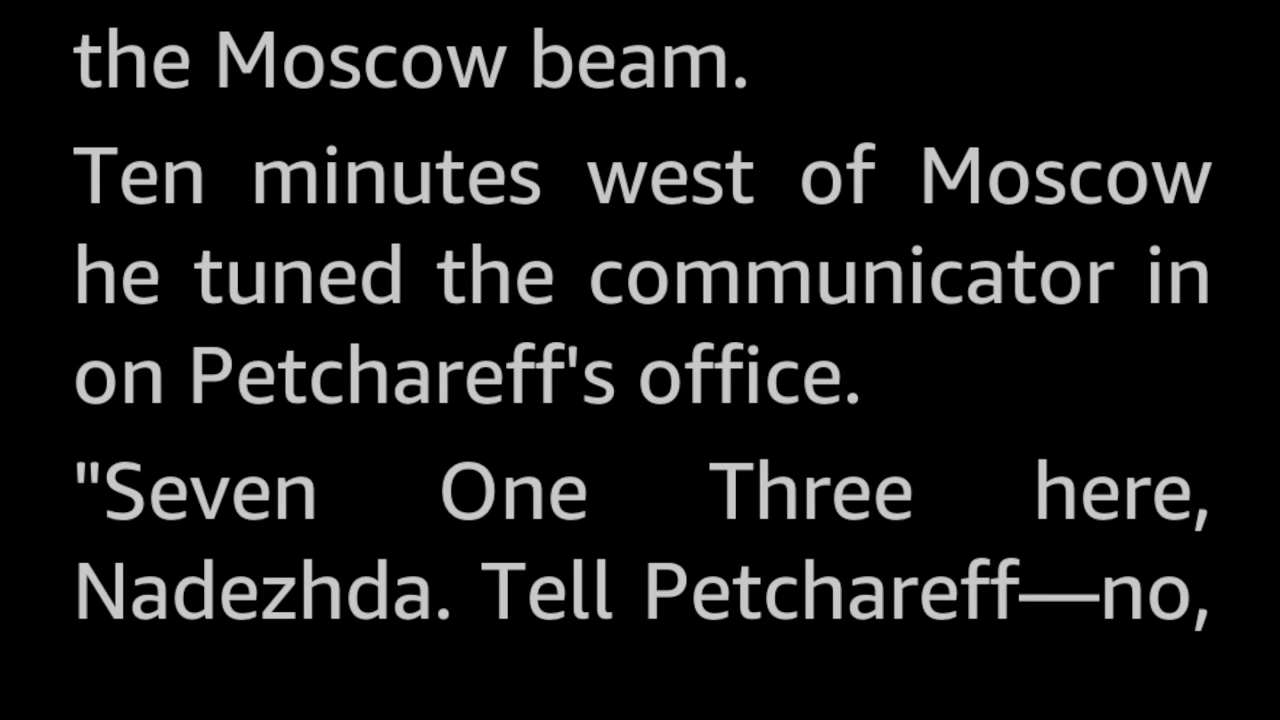 the Moscow beam.
Ten minutes west of Moscow
he tuned the communicator in
on Petchareff's office.
"Seven One Three here,
Nadezhda. Tell Petchareff—no,